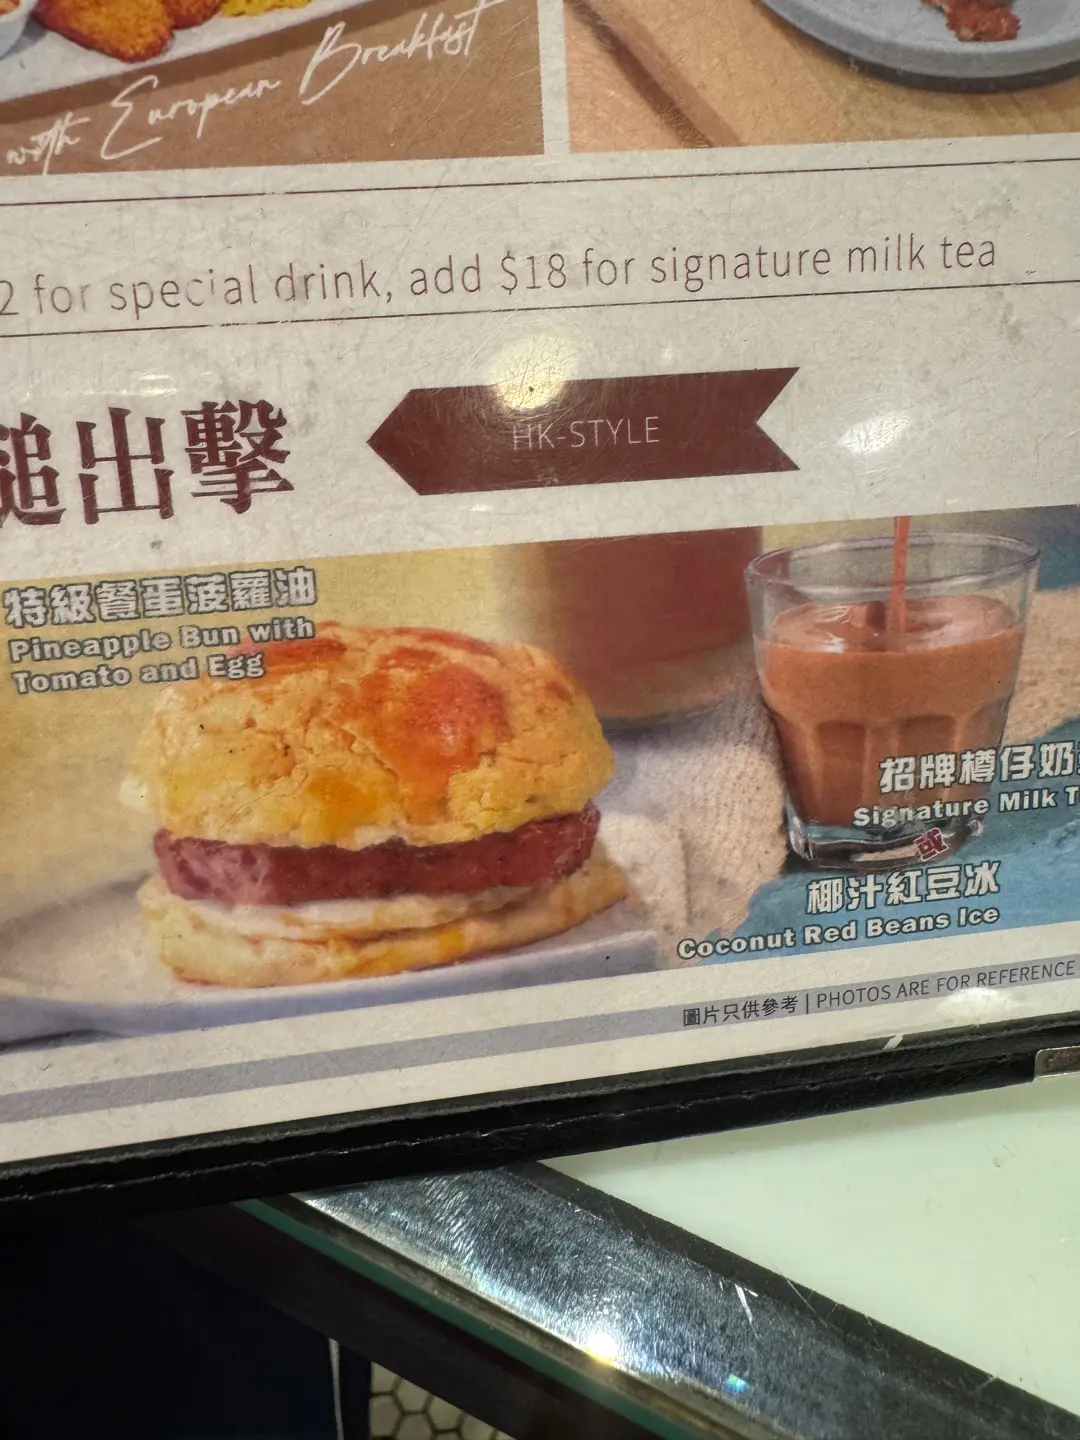 with European Breakfast
2 for special drink, add $18 for signature milk tea
出擊
HK-STYLE
特級餐蛋菠蘿油
Pineapple Bun with
Tomato and Egg
招牌樽仔奶
Signature Milk T
或
椰汁紅豆冰
Coconut Red Beans Ice
圖片只供參考 | PHOTOS ARE FOR REFERENCE